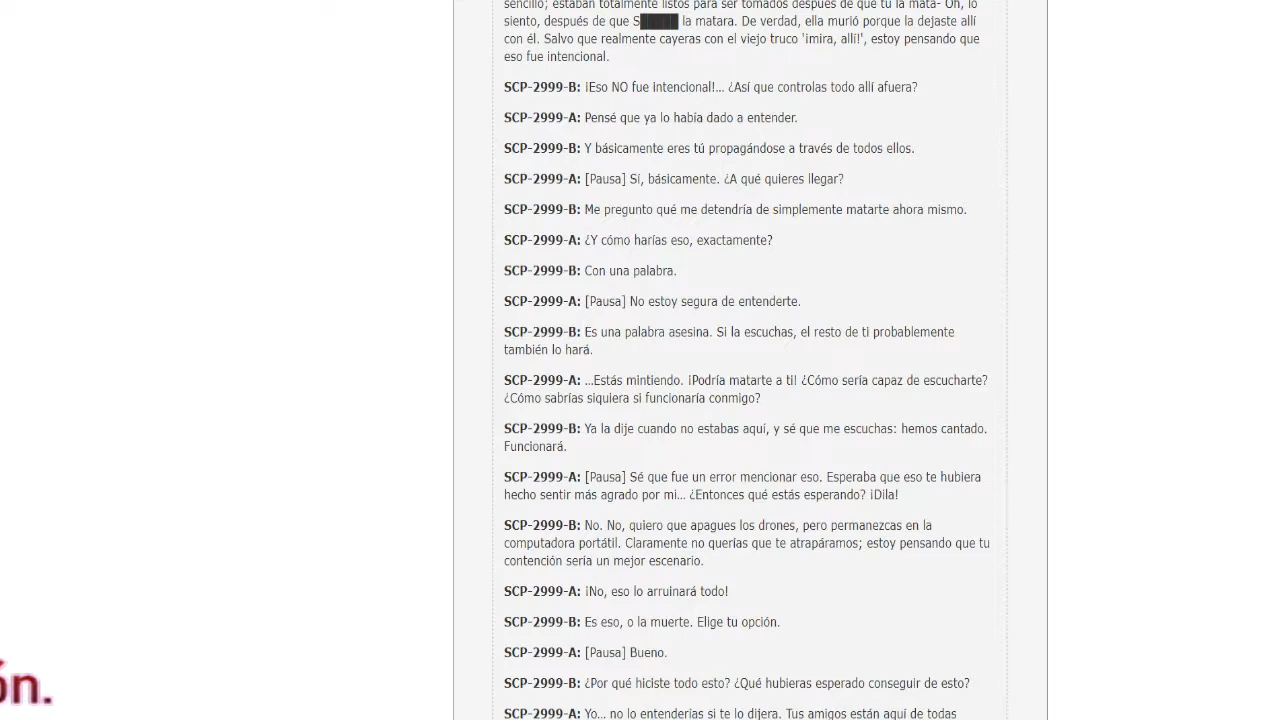 sencillo; estaban totalmente listos para ser tomados después de que tú la mata- Oh, lo
siento, después de que S█████ la matara. De verdad, ella murió porque la dejaste allí
con él. Salvo que realmente cayeras con el viejo truco '¡mira, allí!', estoy pensando que
eso fue intencional.
SCP-2999-B: ¡Eso NO fue intencional!... ¿Así que controlas todo allí afuera?
SCP-2999-A: Pensé que ya lo había dado a entender.
SCP-2999-B: Y básicamente eres tú propagándose a través de todos ellos.
SCP-2999-A: [Pausa] Sí, básicamente. ¿A qué quieres llegar?
SCP-2999-B: Me pregunto qué me detendría de simplemente matarte ahora mismo.
SCP-2999-A: ¿Y cómo harías eso, exactamente?
SCP-2999-B: Con una palabra.
SCP-2999-A: [Pausa] No estoy segura de entenderte.
SCP-2999-B: Es una palabra asesina. Si la escuchas, el resto de ti probablemente
también lo hará.
SCP-2999-A: …Estás mintiendo. ¡Podría matarte a ti! ¿Cómo sería capaz de escucharte?
¿Cómo sabrías siquiera si funcionaría conmigo?
SCP-2999-B: Ya la dije cuando no estabas aquí, y sé que me escuchas: hemos cantado.
Funcionará.
SCP-2999-A: [Pausa] Sé que fue un error mencionar eso. Esperaba que eso te hubiera
hecho sentir más agrado por mi… ¿Entonces qué estás esperando? ¡Dila!
SCP-2999-B: No. No, quiero que apagues los drones, pero permanezcas en la
computadora portátil. Claramente no querías que te atrapáramos; estoy pensando que tu
contención sería un mejor escenario.
SCP-2999-A: ¡No, eso lo arruinará todo!
SCP-2999-B: Es eso, o la muerte. Elige tu opción.
SCP-2999-A: [Pausa] Bueno.
SCP-2999-B: ¿Por qué hiciste todo esto? ¿Qué hubieras esperado conseguir de esto?
SCP-2999-A: Yo… no lo entenderías si te lo dijera. Tus amigos están aquí de todas
ón.